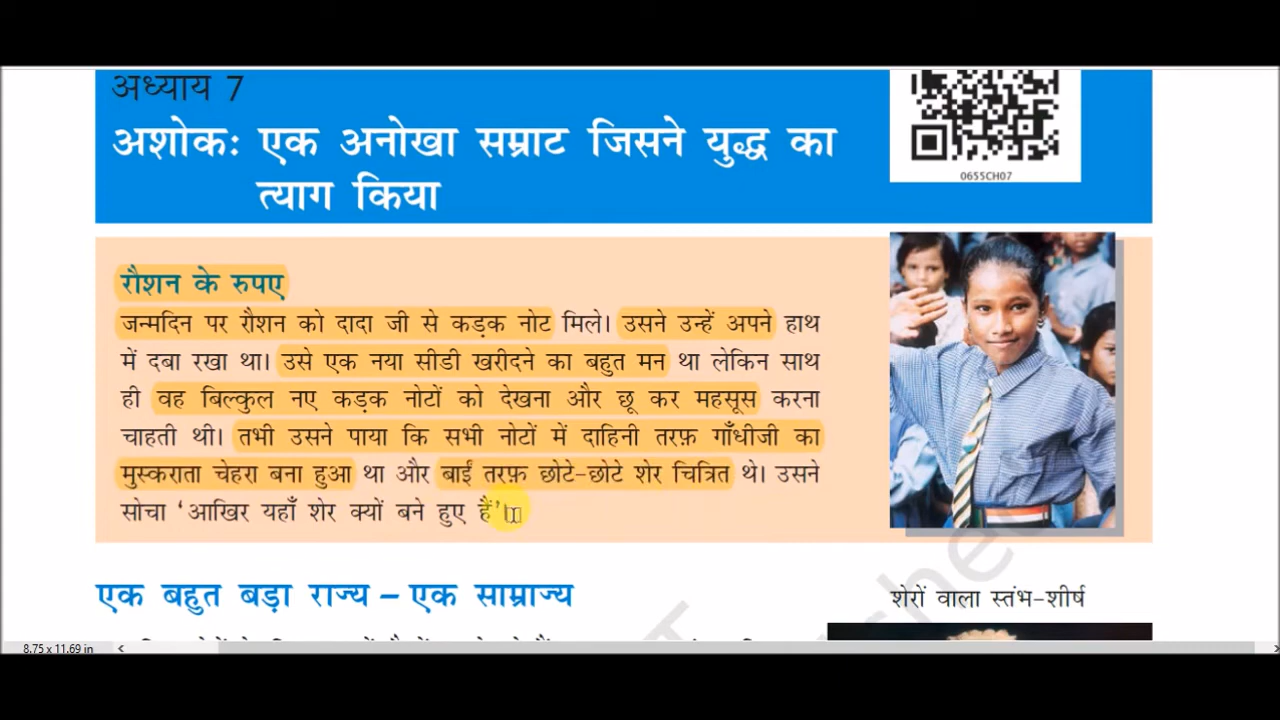 अध्याय 7
अशोकः एक अनोखा सम्राट जिसने युद्ध का
त्याग किया
0655CH07
रौशन के रुपए
जन्मदिन पर रौशन को दादा जी से कड़क नोट मिले। उसने उन्हें अपने हाथ
में दबा रखा था। उसे एक नया सीडी खरीदने का बहुत मन था लेकिन साथ
ही वह बिल्कुल नए कड़क नोटों को देखना और छू कर महसूस करना
चाहती थी। तभी उसने पाया कि सभी नोटों में दाहिनी तरफ़ गाँधीजी का
मुस्कराता चेहरा बना हुआ था और बाईं तरफ़ छोटे-छोटे शेर चित्रित थे। उसने
सोचा ‘आखिर यहाँ शेर क्यों बने हुए हैं’
एक बहुत बड़ा राज्य – एक साम्राज्य
शेरों वाला स्तंभ-शीर्ष
8.75 x 11.69 in